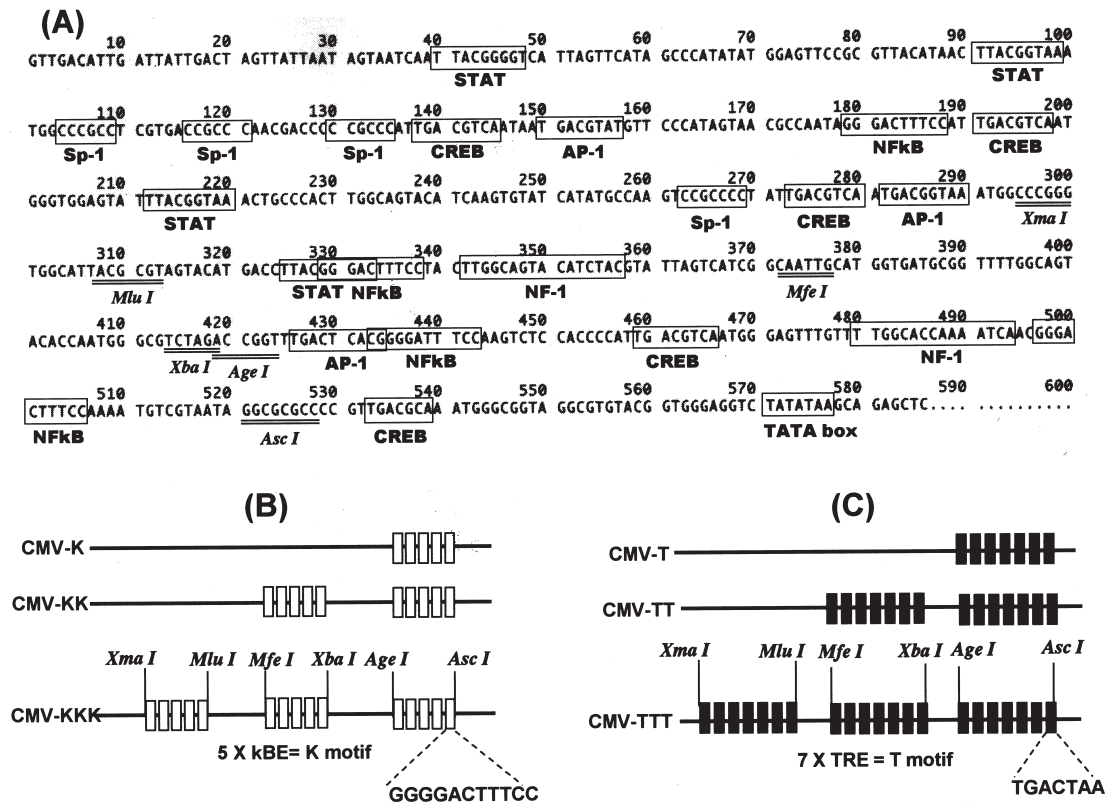 (A)
10 20 30 40 50 60 70 80 90 100
GTTGACATTG ATTATTGACT AGTTATTAAT AGTAATCAAT TACGGGGTCA TTAGTTCATA GCCCATATAT GGAGTTCCGC GTTACATAAC TTACGGTAAA
STAT STAT
110 120 130 140 150 160 170 180 190 200
TGGCCCGCCT CGTGACCGCC CAACGACCCC CGCCCATTGA CGTCAATAAT GACGTATGTT CCCATAGTAA CGCCAATAGG GACTTTCCAT TGACGTCAAT
Sp-1 Sp-1 Sp-1 CREB AP-1 NFkB CREB
210 220 230 240 250 260 270 280 290 300
GGGTGGAGTA TTTACGGTAA ACTGCCCACT TGGCAGTACA TCAAGTGTAT CATATGCCAA GTCCGCCCCT ATTGACGTCA ATGACGGTAA ATGGCCCGGG
STAT Sp-1 CREB AP-1 Xma I
310 320 330 340 350 360 370 380 390 400
TGGCATTACG CGTAGTACAT GACCTTACGG GACTTTCCTA CTTGGCAGTA CATCTACGTA TTAGTCATCG GCAATTGCAT GGTGATGCGG TTTTGGCAGT
Mlu I STAT NFkB NF-1 Mfe I
410 420 430 440 450 460 470 480 490 500
ACACCAATGG GCGTCTAGAC CGGTTTGACT CACGGGGATT TCCAAGTCTC CACCCCATTG ACGTCAATGG GAGTTTGTTT TGGCACCAAA ATCAACGGGA
Xba I Age I AP-1 NFkB CREB NF-1
510 520 530 540 550 560 570 580 590 600
CTTTCCAAAA TGTCGTAATA GGCGCGCCCC GTTGACGCAA ATGGGCGGTA GGCGTGTACG GTGGGAGGTC TATATAAGCA GAGCTC.... ..........
NFkB Asc I CREB TATA box
(B)
CMV-K
CMV-KK
Xma I Mlu I Mfe I Xba I Age I Asc I
CMV-KKK
5 X kBE= K motif
GGGGACTTTCC
(C)
CMV-T
CMV-TT
Xma I Mlu I Mfe I Xba I Age I Asc I
CMV-TTT
7 X TRE = T motif
TGACTAA